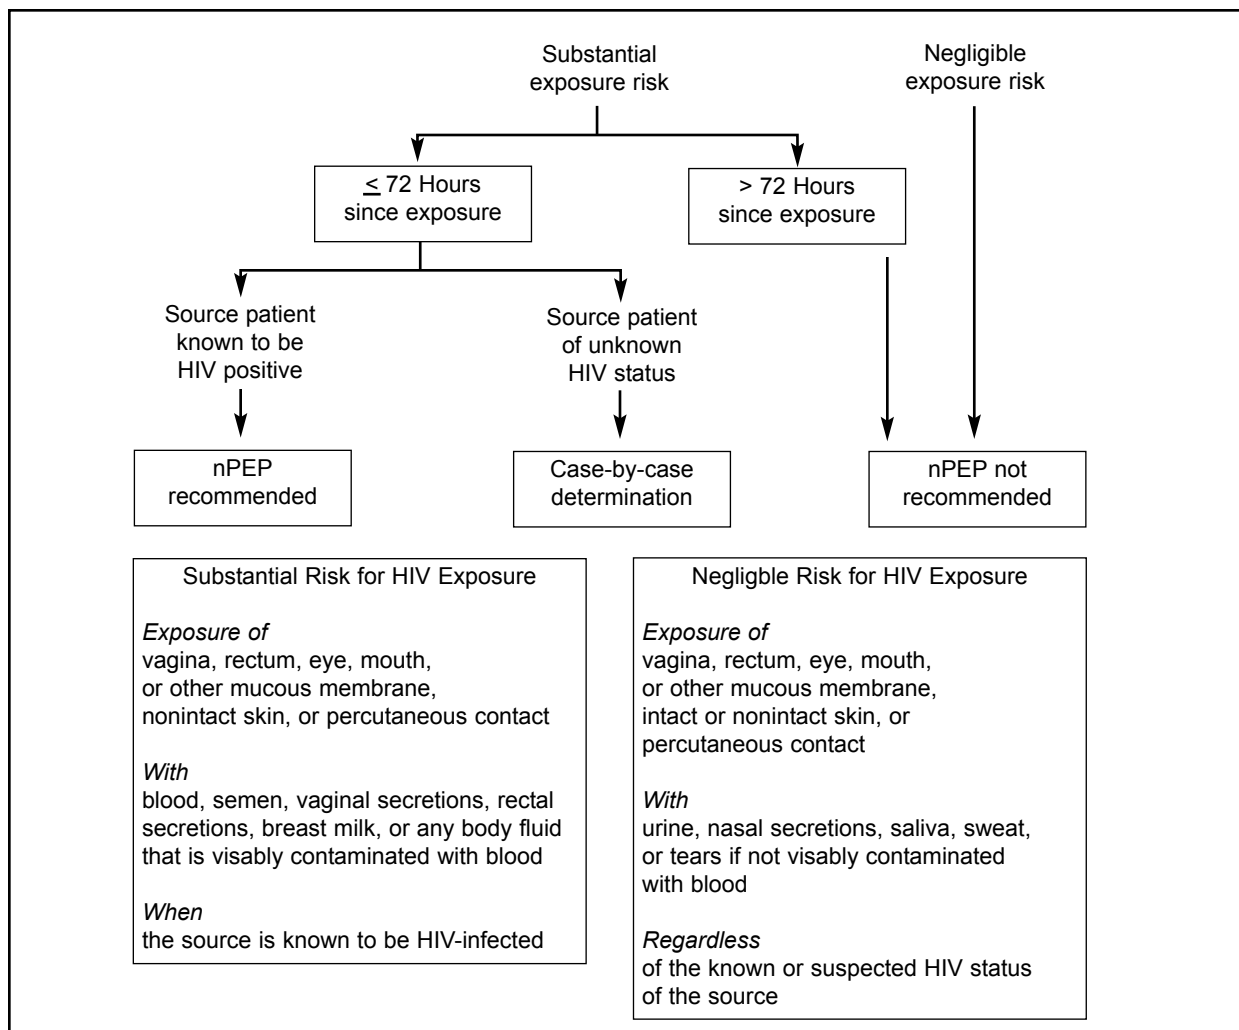 Substantial
exposure risk
Negligible
exposure risk
≤ 72 Hours
since exposure
> 72 Hours
since exposure
Source patient
known to be
HIV positive
Source patient
of unknown
HIV status
nPEP
recommended
Case-by-case
determination
nPEP not
recommended
Substantial Risk for HIV Exposure
Exposure of
vagina, rectum, eye, mouth,
or other mucous membrane,
nonintact skin, or percutaneous contact
With
blood, semen, vaginal secretions, rectal
secretions, breast milk, or any body fluid
that is visably contaminated with blood
When
the source is known to be HIV-infected
Negligble Risk for HIV Exposure
Exposure of
vagina, rectum, eye, mouth,
or other mucous membrane,
intact or nonintact skin, or
percutaneous contact
With
urine, nasal secretions, saliva, sweat,
or tears if not visably contaminated
with blood
Regardless
of the known or suspected HIV status
of the source